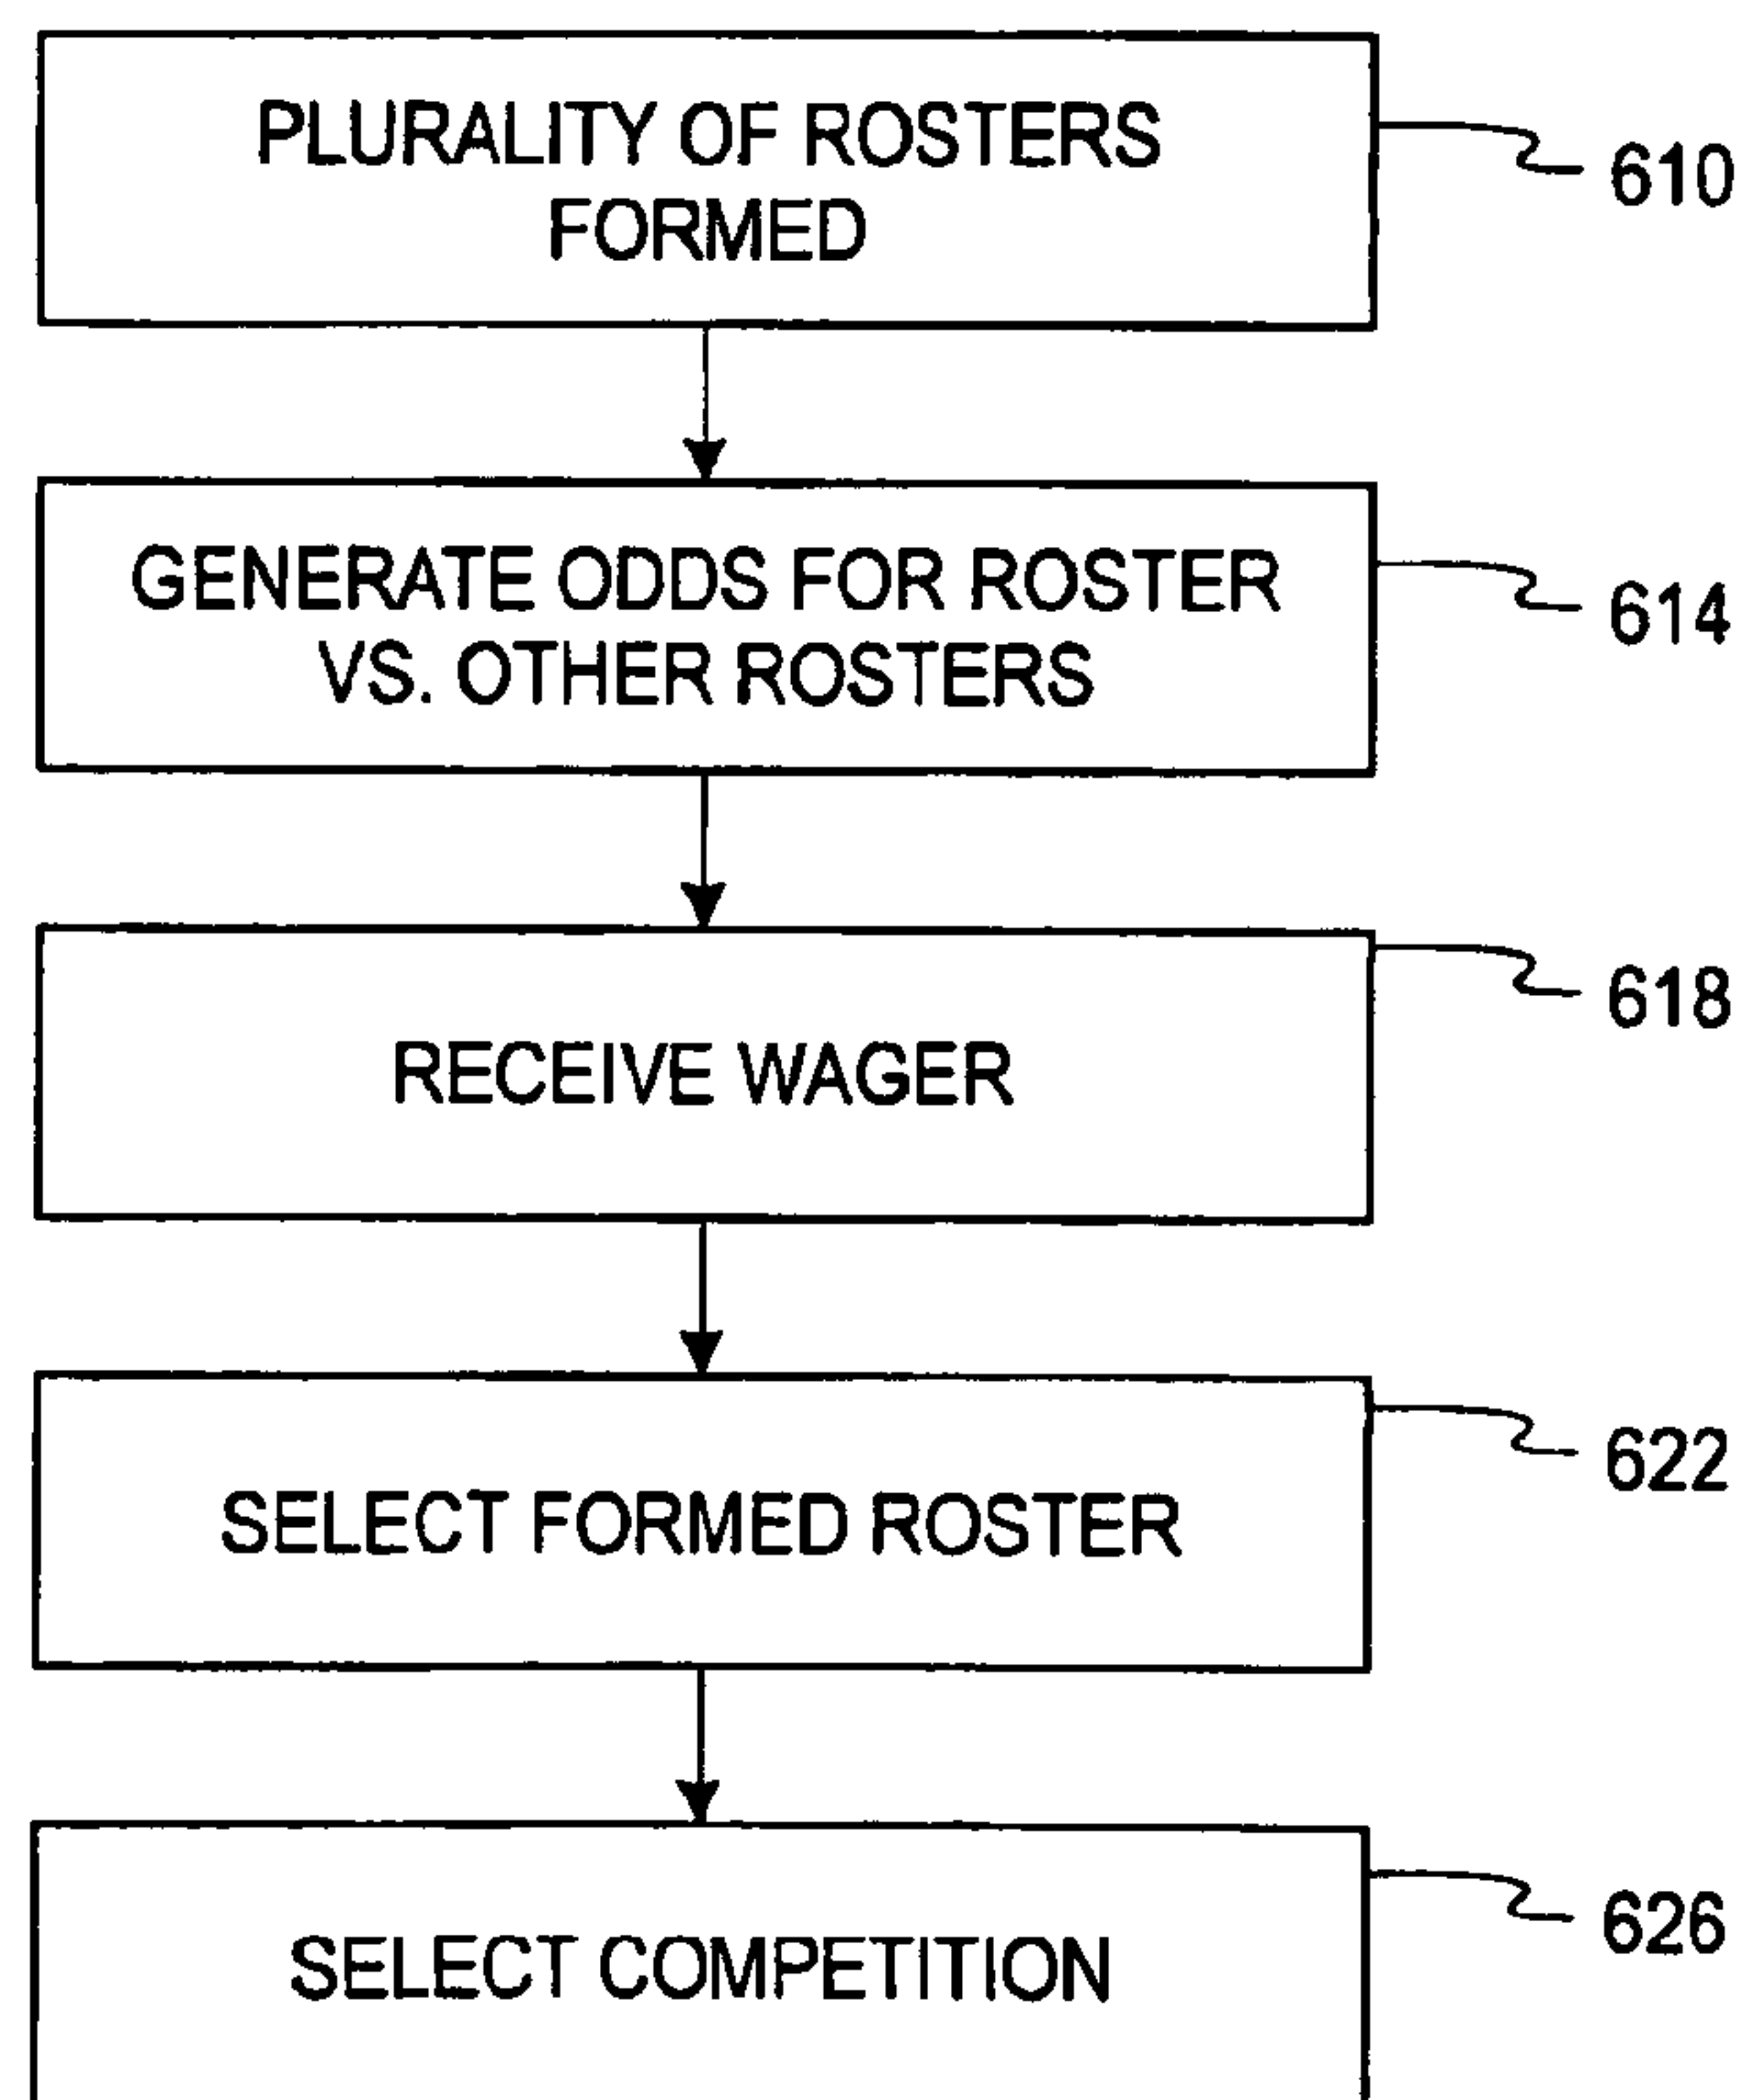 PLURALITY OF ROSTERS
FORMED
610
GENERATE ODDS FOR ROSTER
VS. OTHER ROSTERS
614
RECEIVE WAGER
618
SELECT FORMED ROSTER
622
SELECT COMPETITION
626